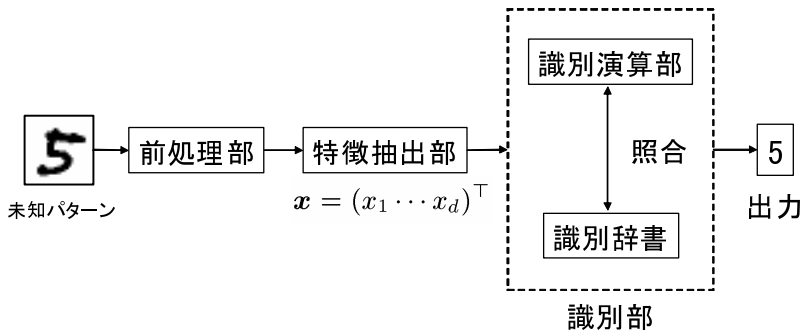 5
未知パターン
前処理部
特徴抽出部
x = (x₁ ⋯ x_d)^⊤
識別演算部
照合
識別辞書
識別部
5
出力